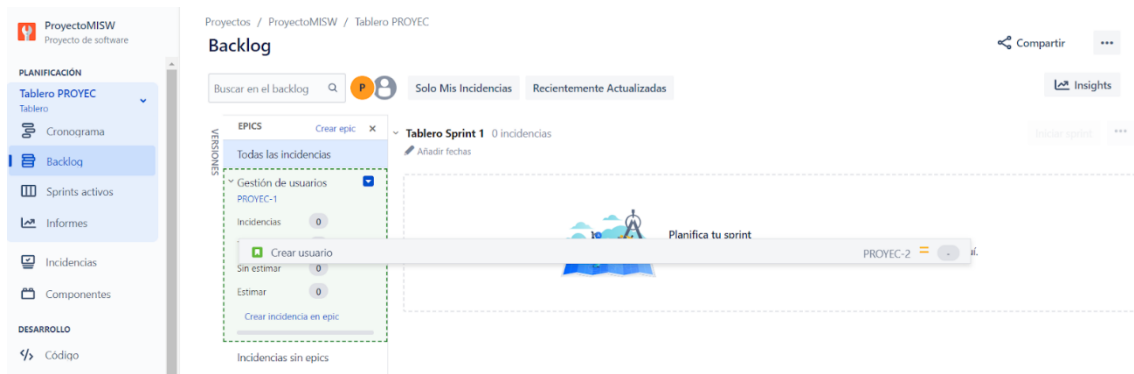 ProyectoMISW
Proyecto de software
PLANIFICACIÓN
Tablero PROYEC
Tablero
Cronograma
Backlog
Sprints activos
Informes
Incidencias
Componentes
DESARROLLO
Código
Proyectos / ProyectoMISW / Tablero PROYEC
Backlog
Compartir
Buscar en el backlog
P
Solo Mis Incidencias
Recientemente Actualizadas
Insights
VERSIONES
EPICS Crear epic
Todas las incidencias
Gestión de usuarios
PROYEC-1
Incidencias 0
Crear usuario PROYEC-2 -
Sin estimar 0
Estimar 0
Crear incidencia en epic
Incidencias sin epics
Tablero Sprint 1 0 incidencias
Iniciar sprint
Añadir fechas
Planifica tu sprint